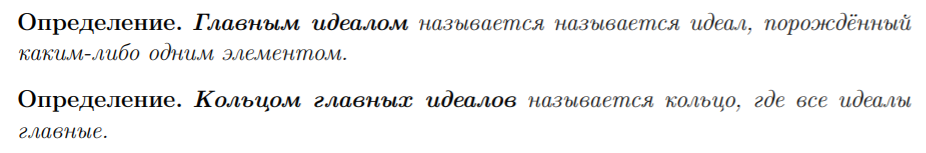 Определение. Главным идеалом называется называется идеал, порождённый
каким-либо одним элементом.
Определение. Кольцом главных идеалов называется кольцо, где все идеалы
главные.